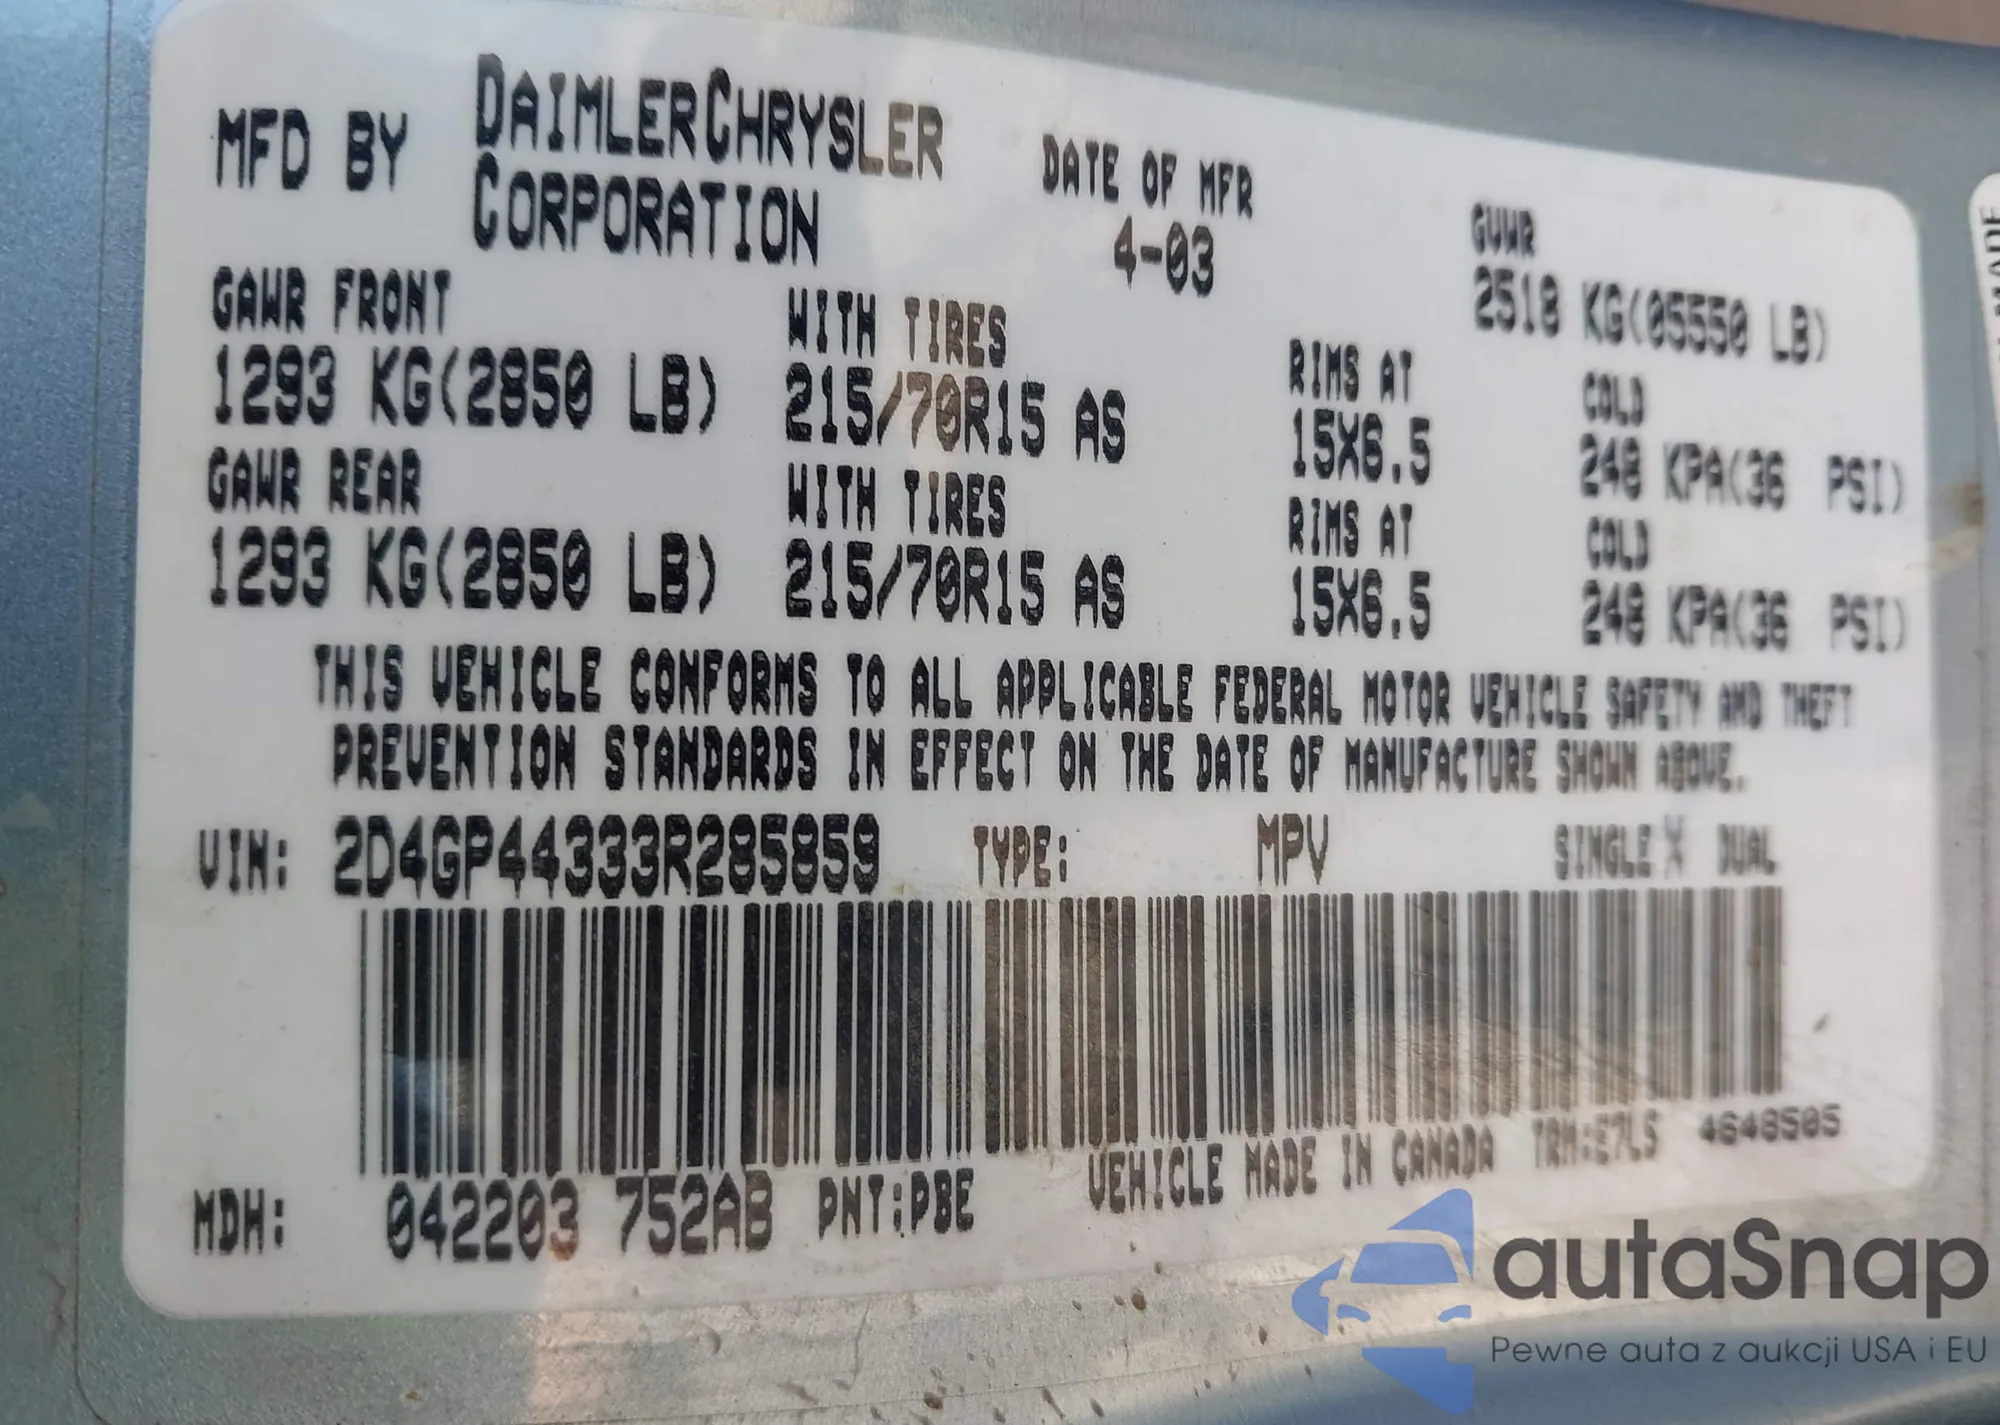 MFD BY DAIMLERCHRYSLER CORPORATION
DATE OF MFR 4-03
GVWR 2518 KG(05550 LB)
GAWR FRONT WITH TIRES RIMS AT COLD
1293 KG(2850 LB) 215/70R15 AS 15X6.5 248 KPA(36 PSI)
GAWR REAR WITH TIRES RIMS AT COLD
1293 KG(2850 LB) 215/70R15 AS 15X6.5 248 KPA(36 PSI)
THIS VEHICLE CONFORMS TO ALL APPLICABLE FEDERAL MOTOR VEHICLE SAFETY AND THEFT
PREVENTION STANDARDS IN EFFECT ON THE DATE OF MANUFACTURE SHOWN ABOVE.
VIN: 2D4GP44333R285859 TYPE: MPV SINGLE X DUAL
MDH: 042203 752AB PNT:PBE VEHICLE MADE IN CANADA TRM:E7L5 4648505
MADE
autaSnap
Pewne auta z aukcji USA i EU